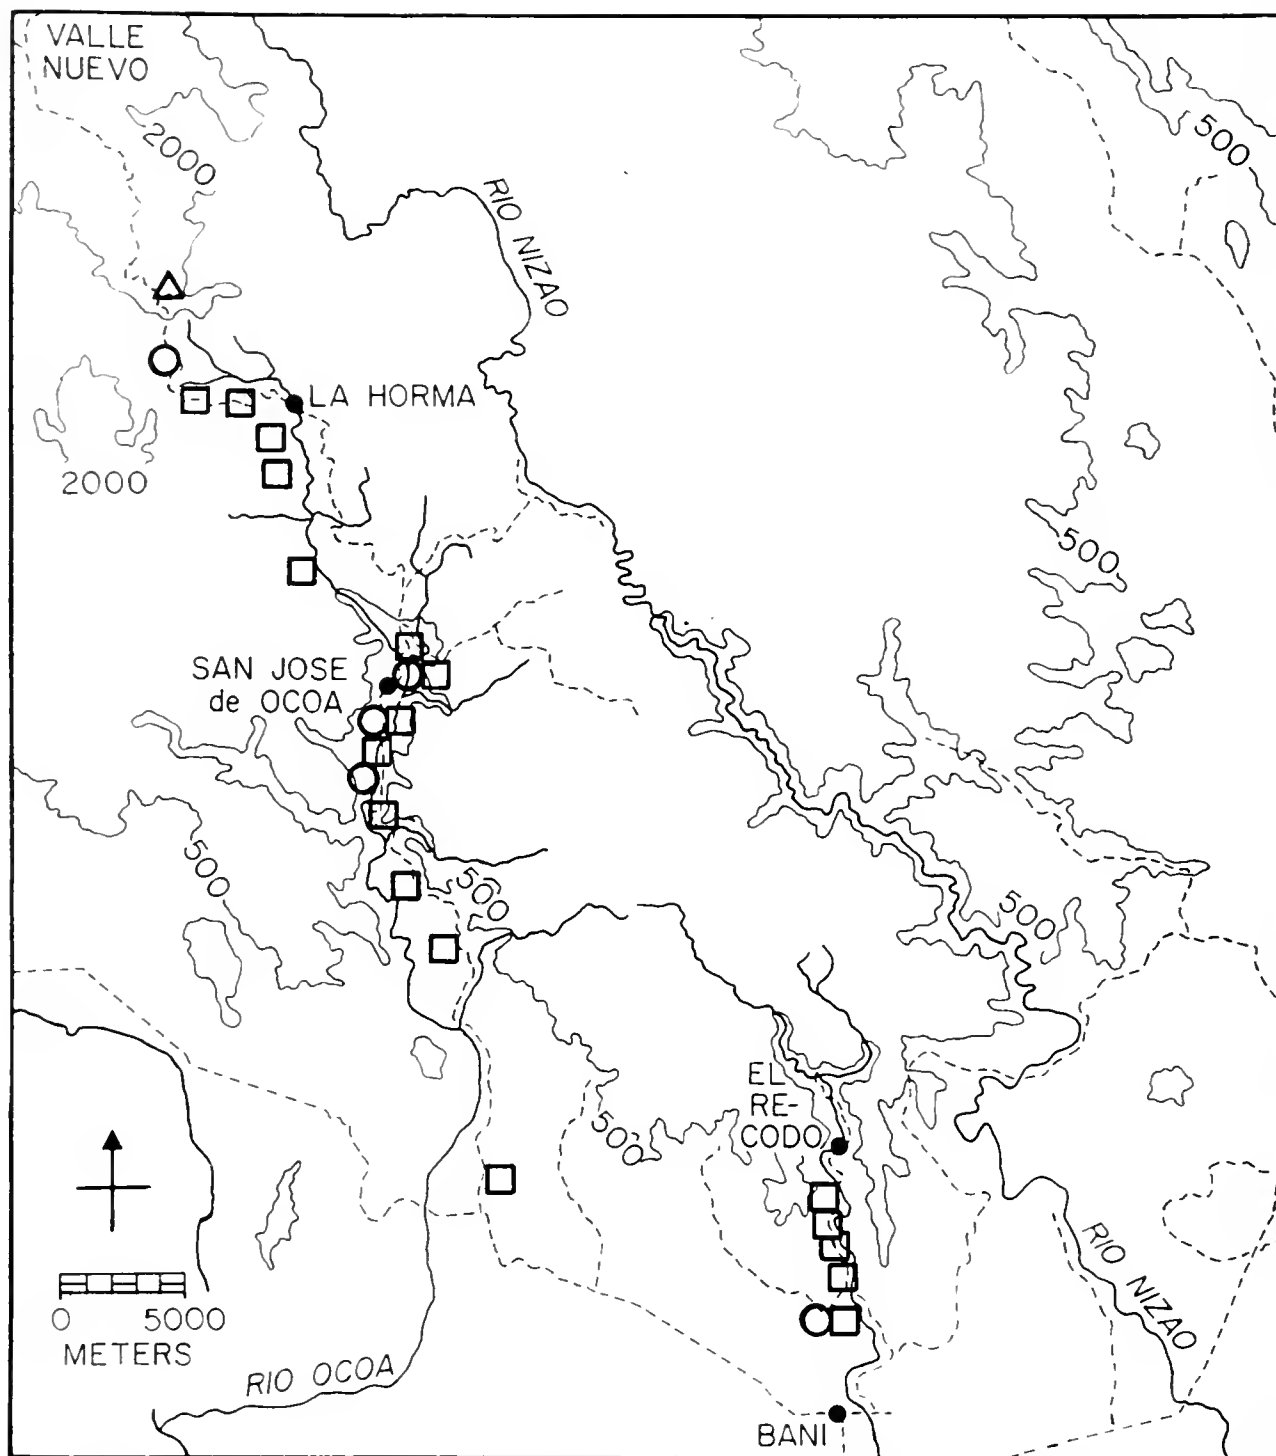 VALLE
NUEVO
2000
500
RIO NIZAO
LA HORMA
2000
500
SAN JOSE
de OCOA
500
500
500
EL
RE-
CODO
500
RIO NIZAO
0 5000
METERS
RIO OCOA
BANI